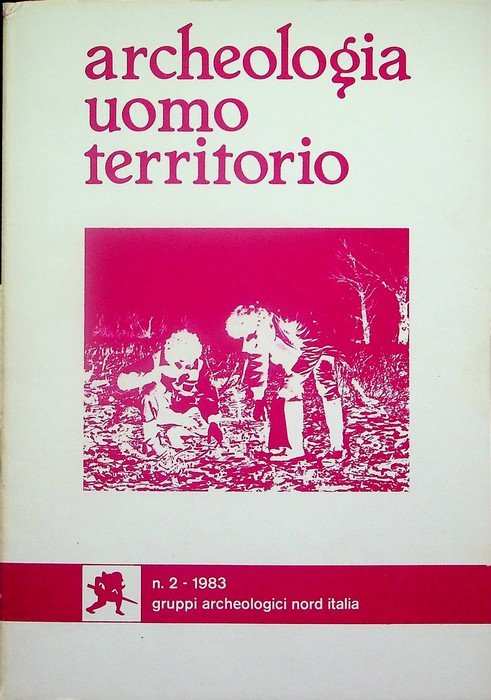 archeologia
uomo
territorio
n. 2 - 1983
gruppi archeologici nord italia